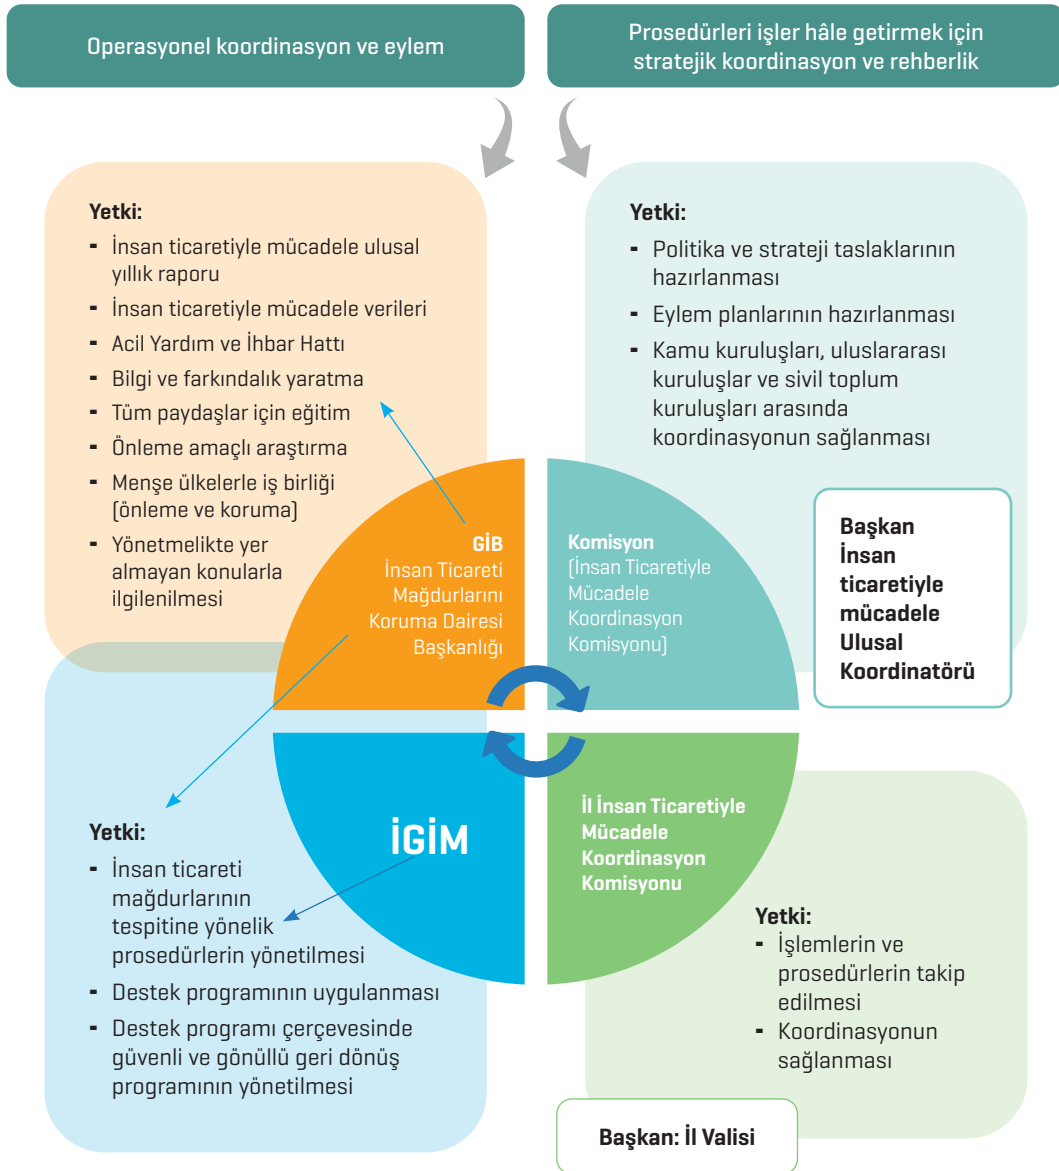 Operasyonel koordinasyon ve eylem
Prosedürleri işler hâle getirmek için
stratejik koordinasyon ve rehberlik
Yetki:
- İnsan ticaretiyle mücadele ulusal
yıllık raporu
- İnsan ticaretiyle mücadele verileri
- Acil Yardım ve İhbar Hattı
- Bilgi ve farkındalık yaratma
- Tüm paydaşlar için eğitim
- Önleme amaçlı araştırma
- Menşe ülkelerle iş birliği
(önleme ve koruma)
- Yönetmelikte yer
almayan konularla
ilgilenilmesi
Yetki:
- Politika ve strateji taslaklarının
hazırlanması
- Eylem planlarının hazırlanması
- Kamu kuruluşları, uluslararası
kuruluşlar ve sivil toplum
kuruluşları arasında
koordinasyonun sağlanması
GİB
İnsan Ticareti
Mağdurlarını
Koruma Dairesi
Başkanlığı
Komisyon
(İnsan Ticaretiyle
Mücadele
Koordinasyon
Komisyonu)
Başkan
İnsan
ticaretiyle
mücadele
Ulusal
Koordinatörü
Yetki:
- İnsan ticareti
mağdurlarının
tespitine yönelik
prosedürlerin yönetilmesi
- Destek programının uygulanması
- Destek programı çerçevesinde
güvenli ve gönüllü geri dönüş
programının yönetilmesi
İGİM
İl İnsan Ticaretiyle
Mücadele
Koordinasyon
Komisyonu
Yetki:
- İşlemlerin ve
prosedürlerin takip
edilmesi
- Koordinasyonun
sağlanması
Başkan: İl Valisi